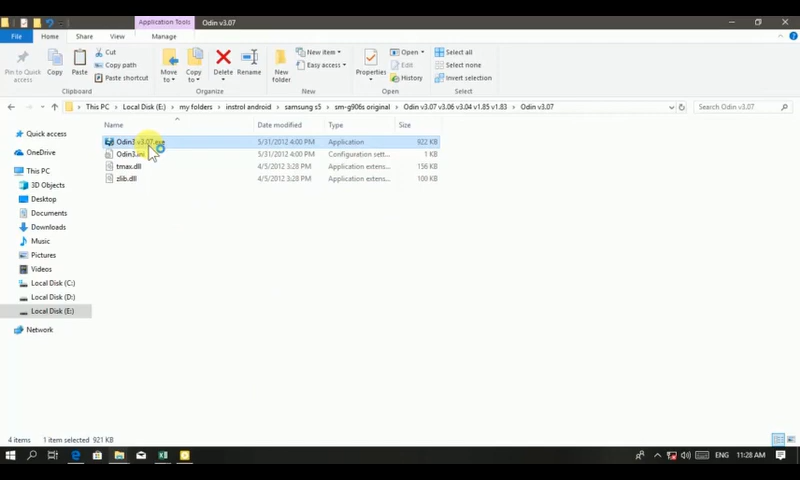 Application Tools
Odin v3.07
File
Home
Share
View
Manage
Pin to Quick access
Copy
Paste
Cut
Copy path
Paste shortcut
Clipboard
Move to
Copy to
Delete
Rename
Organize
New folder
New item
Easy access
New
Properties
Open
Edit
History
Open
Select all
Select none
Invert selection
Select
This PC
Local Disk (E:)
my folders
instrol android
samsung s5
sm-g906s original
Odin v3.07 v3.06 v3.04 v1.85 v1.83
Odin v3.07
Search Odin v3.07
Name
Date modified
Type
Size
Odin3 v3.07.exe
5/31/2012 4:00 PM
Application
922 KB
Odin3.ini
5/31/2012 4:00 PM
Configuration sett...
1 KB
tmax.dll
4/5/2012 3:28 PM
Application extens...
156 KB
zlib.dll
4/5/2012 3:28 PM
Application extens...
100 KB
Quick access
OneDrive
This PC
3D Objects
Desktop
Documents
Downloads
Music
Pictures
Videos
Local Disk (C:)
Local Disk (D:)
Local Disk (E:)
Network
4 items
1 item selected 921 KB
ENG
11:28 AM